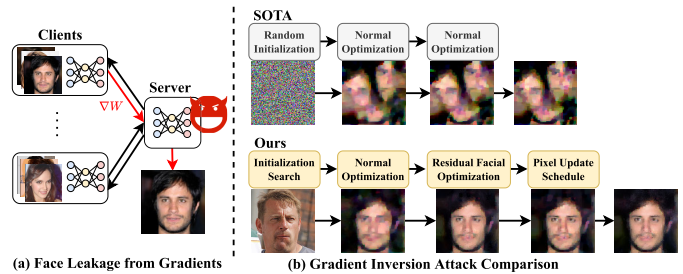 Clients
Server
∇W
(a) Face Leakage from Gradients
SOTA
Random
Initialization
Normal
Optimization
Normal
Optimization
Ours
Initialization
Search
Normal
Optimization
Residual Facial
Optimization
Pixel Update
Schedule
(b) Gradient Inversion Attack Comparison